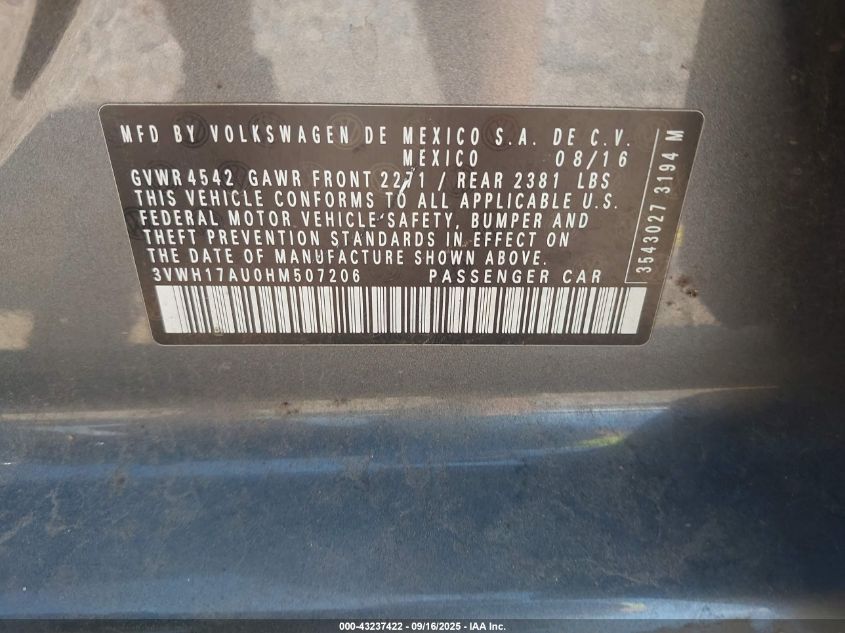 MFD BY VOLKSWAGEN DE MEXICO S.A. DE C.V.
MEXICO 08/16
GVWR 4542 GAWR FRONT 2271 / REAR 2381 LBS
THIS VEHICLE CONFORMS TO ALL APPLICABLE U.S.
FEDERAL MOTOR VEHICLE SAFETY, BUMPER AND
THEFT PREVENTION STANDARDS IN EFFECT ON
THE DATE OF MANUFACTURE SHOWN ABOVE.
3VWH17AU0HM507206 PASSENGER CAR
3543027 3194 M
000-43237422 - 09/16/2025 - IAA Inc.